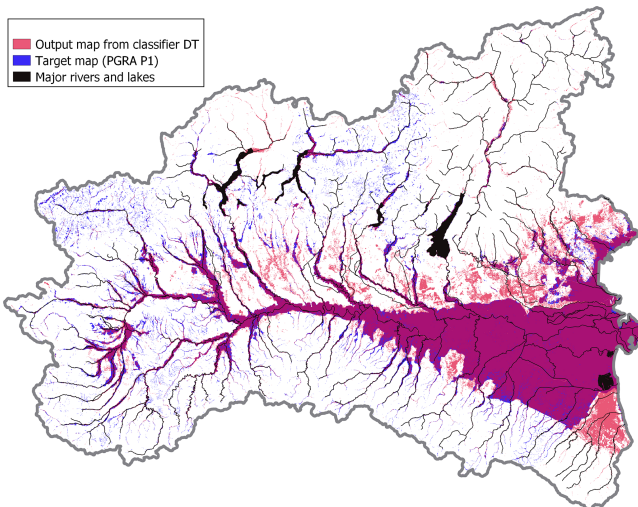 Output map from classifier DT
Target map (PGRA P1)
Major rivers and lakes